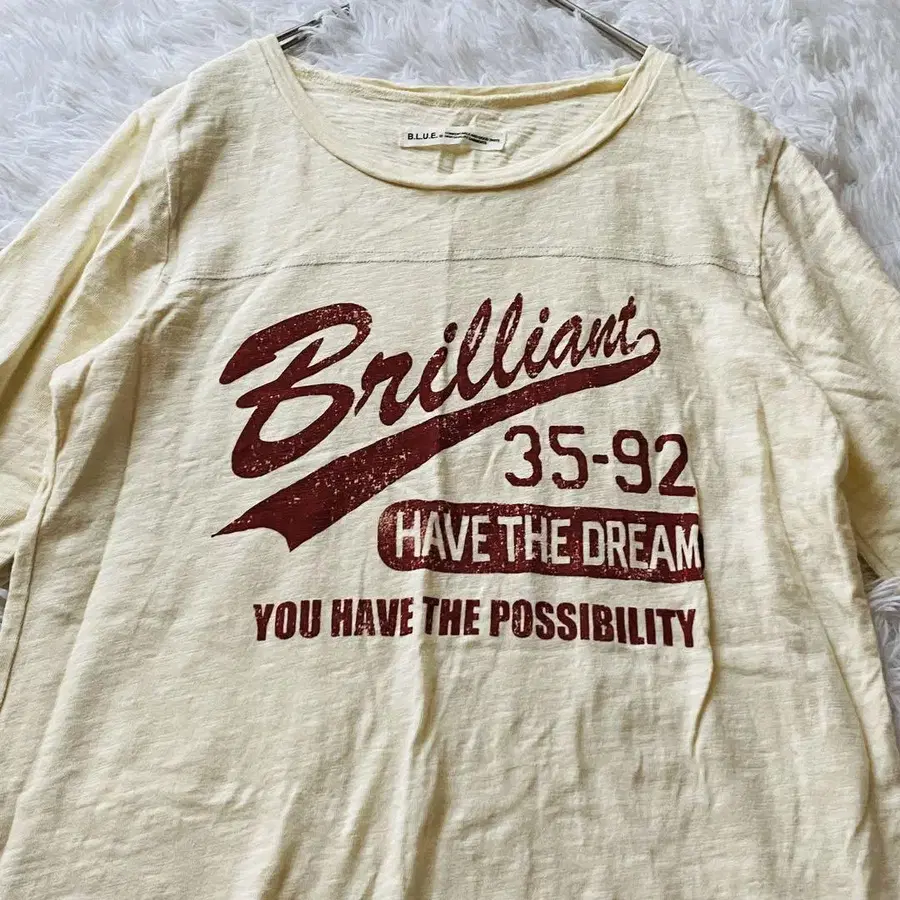 B.L.U.E.
Brilliant
35-92
HAVE THE DREAM
YOU HAVE THE POSSIBILITY